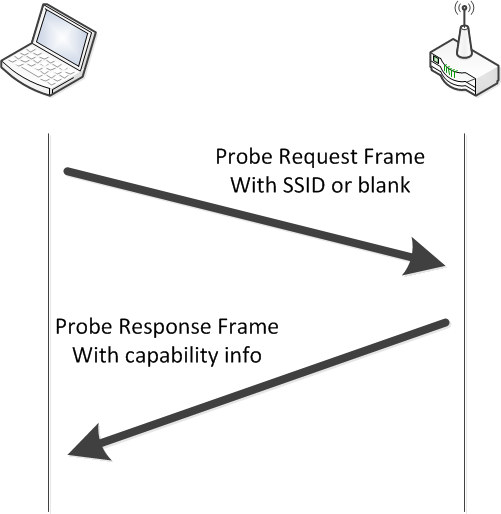 Probe Request Frame
With SSID or blank
Probe Response Frame
With capability info